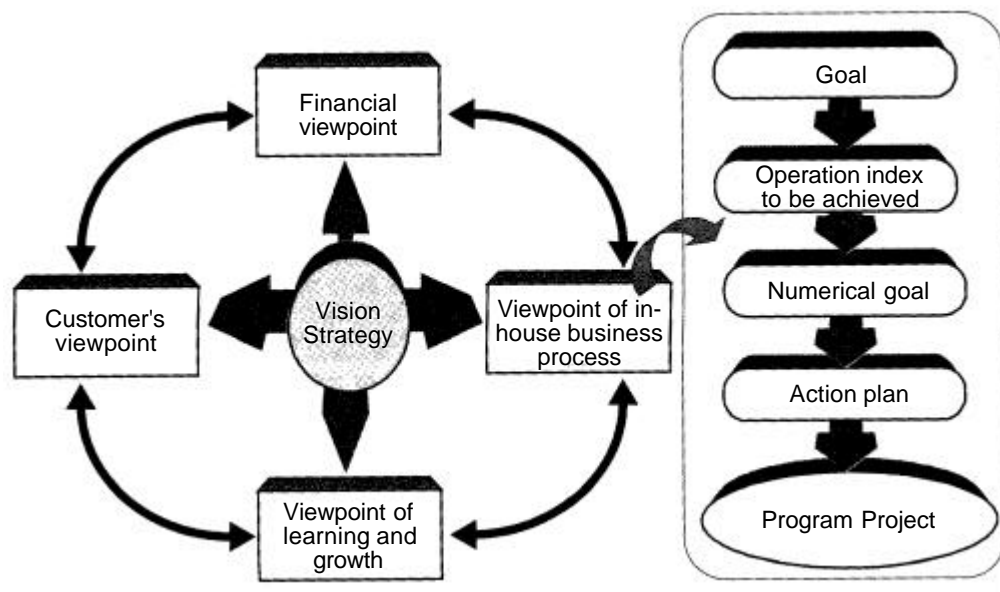 Financial
viewpoint
Customer's
viewpoint
Vision
Strategy
Viewpoint of in-
house business
process
Viewpoint of
learning and
growth
Goal
Operation index
to be achieved
Numerical goal
Action plan
Program Project